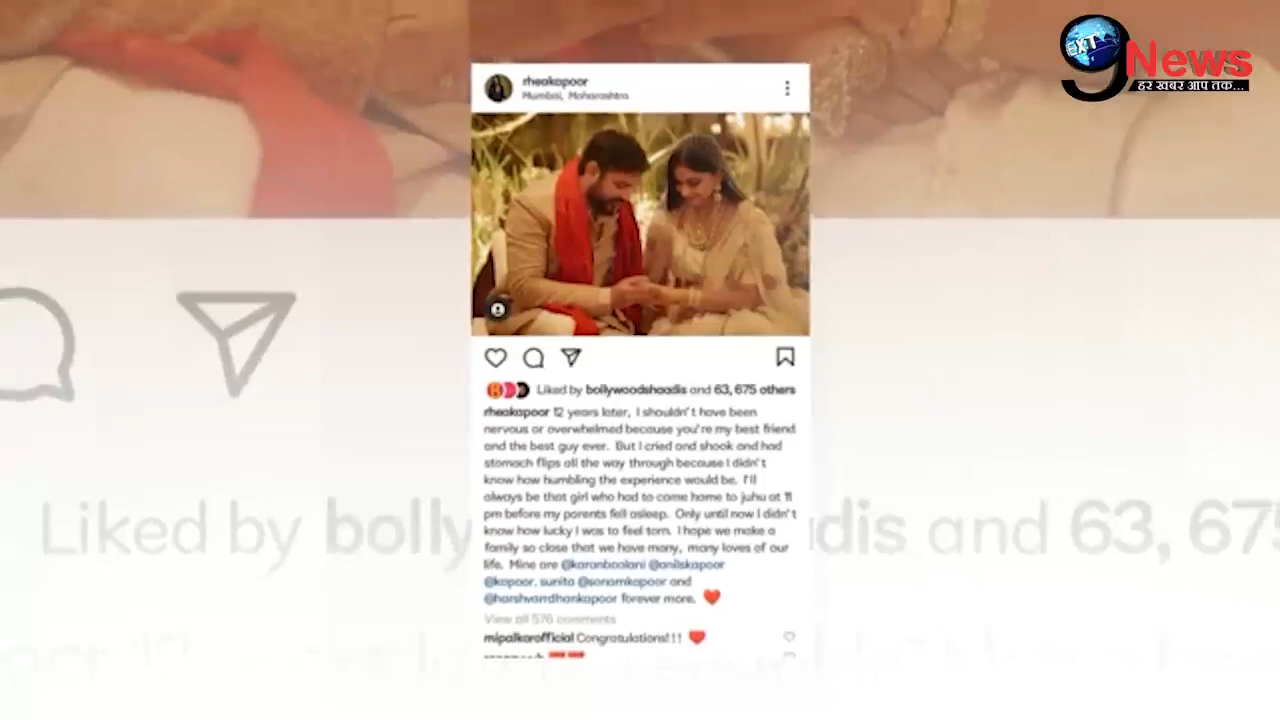 EXT
9 News
हर खबर आप तक...
rheakapoor
Mumbai, Maharashtra
Liked by bollywoodshaadis and 63, 675 others
rheakapoor 12 years later, I shouldn't have been
nervous or overwhelmed because you're my best friend
and the best guy ever. But I cried and shook and had
stomach flips all the way through because I didn't
know how humbling the experience would be. I'll
always be that girl who had to come home to juhu at 11
pm before my parents fell asleep. Only until now I didn't
know how lucky I was to feel torn. I hope we make a
family so close that we have many, many loves of our
life. Mine are @karanboolani @anilskapoor
@kapoor. sunita @sonamkapoor and
@harshvarrdhankapoor forever more. ❤️
View all 576 comments
mipalkarofficial Congratulations!!! ❤️
Liked by bolly
adis and 63, 675